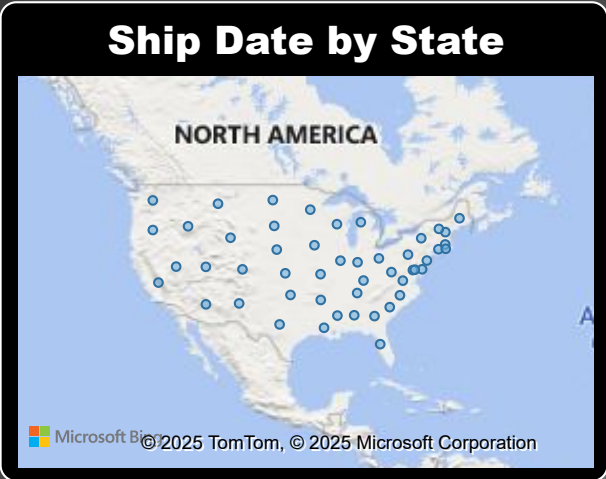 Ship Date by State
NORTH AMERICA
A
Microsoft Bing
© 2025 TomTom, © 2025 Microsoft Corporation